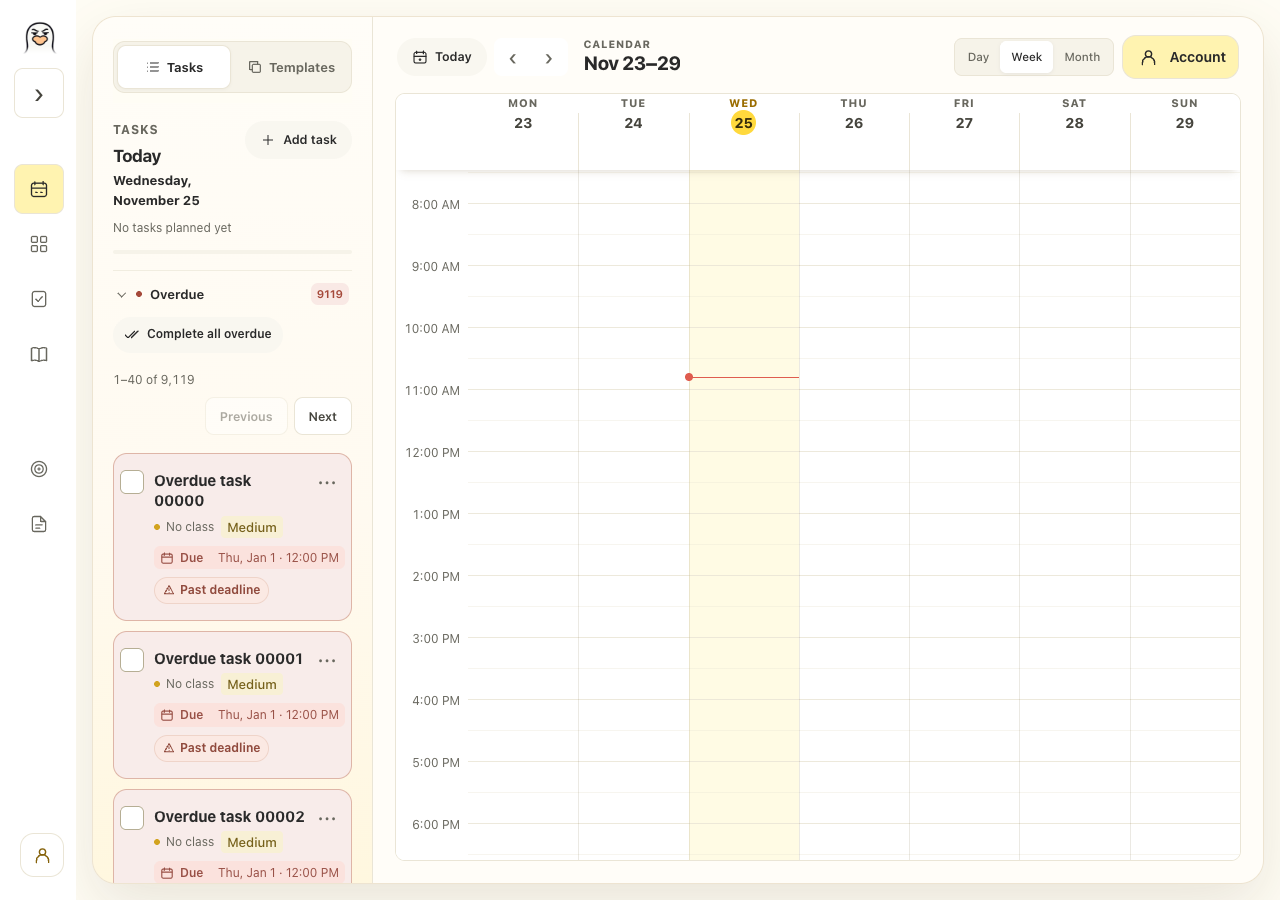 Tasks
Templates
TASKS
Today
Wednesday,
November 25
Add task
No tasks planned yet
Overdue
9119
Complete all overdue
1–40 of 9,119
Previous
Next
Overdue task
00000
No class
Medium
Due
Thu, Jan 1 · 12:00 PM
Past deadline
Overdue task 00001
No class
Medium
Due
Thu, Jan 1 · 12:00 PM
Past deadline
Overdue task 00002
No class
Medium
Due
Thu, Jan 1 · 12:00 PM
Today
CALENDAR
Nov 23–29
Day
Week
Month
Account
MON
TUE
WED
THU
FRI
SAT
SUN
23
24
25
26
27
28
29
8:00 AM
9:00 AM
10:00 AM
11:00 AM
12:00 PM
1:00 PM
2:00 PM
3:00 PM
4:00 PM
5:00 PM
6:00 PM